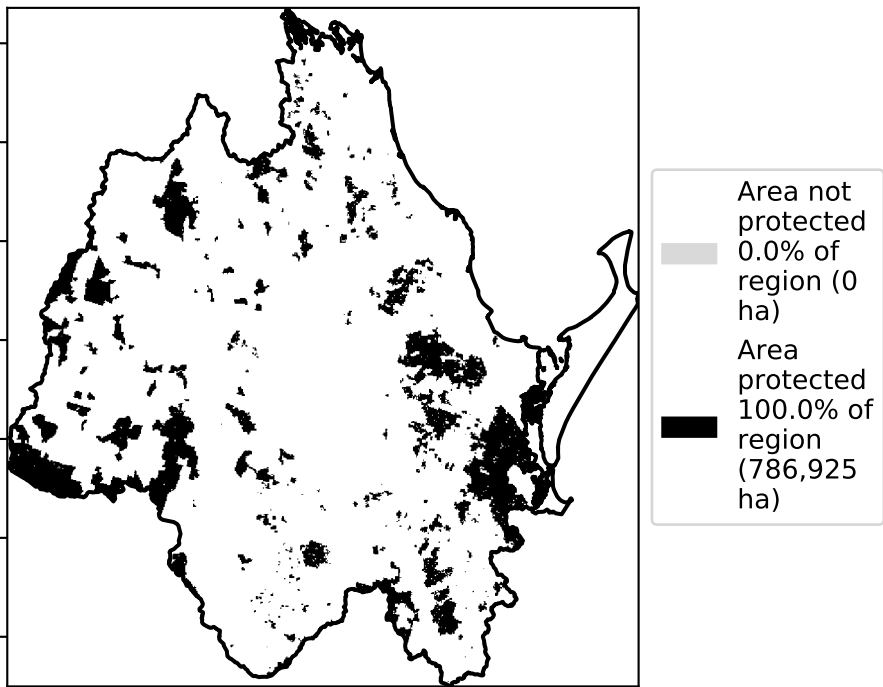 Area not
protected
0.0% of
region (0
ha)
Area
protected
100.0% of
region
(786,925
ha)